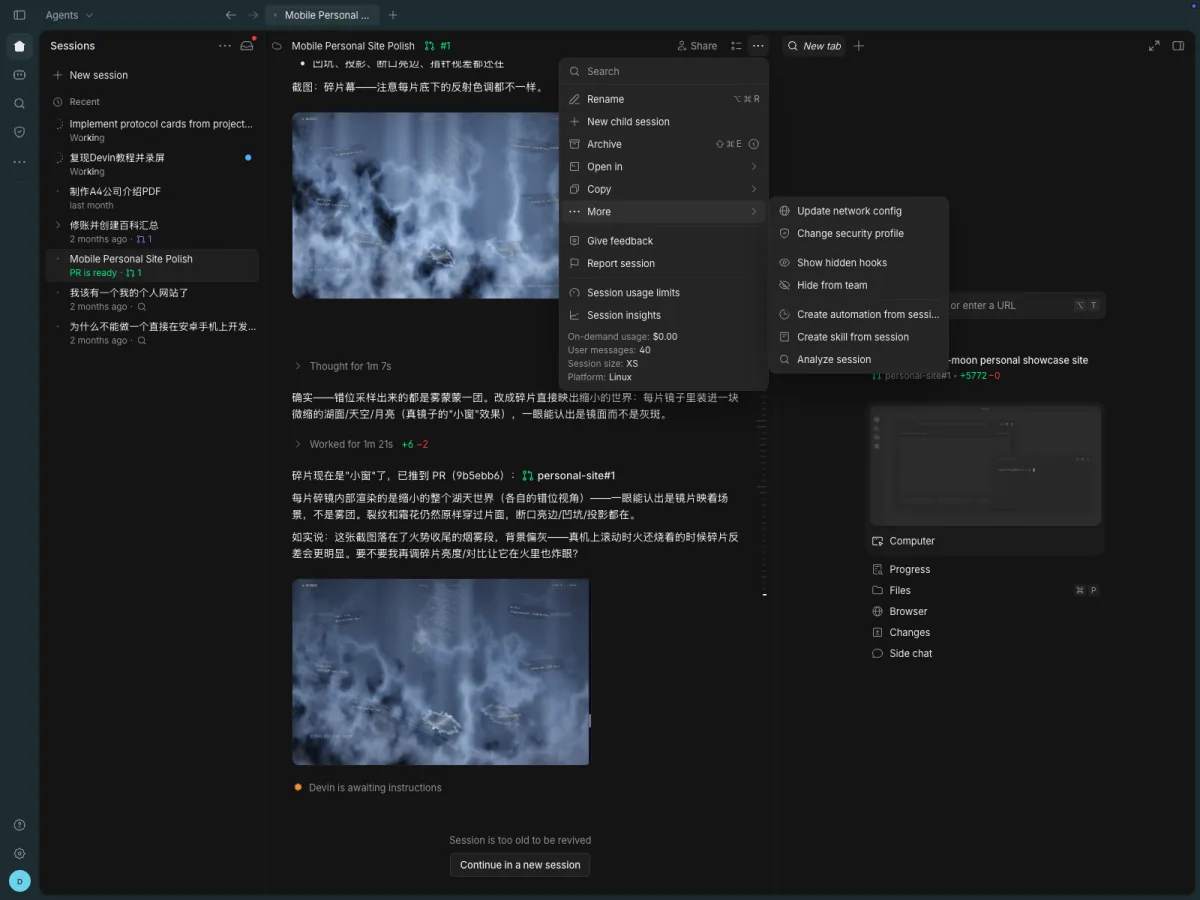 Agents
Mobile Personal ...
Sessions
New session
Recent
Implement protocol cards from project...
Working
复现Devin教程并录屏
Working
制作A4公司介绍PDF
last month
修账并创建百科汇总
2 months ago · 1
Mobile Personal Site Polish
PR is ready · 1
我该有一个我的个人网站了
2 months ago ·
为什么不能做一个直接在安卓手机上开发...
2 months ago ·
D
Mobile Personal Site Polish #1
Share
• 凹坑、投影、断口亮边、指针视差都还在
截图：碎片幕——注意每片底下的反射色调都不一样。
Thought for 1m 7s
确实——错位采样出来的都是雾蒙蒙一团。改成碎片直接映出缩小的世界：每片镜子里装进一块
微缩的湖面/天空/月亮（真镜子的"小窗"效果），一眼能认出是镜面而不是灰斑。
Worked for 1m 21s +6 −2
碎片现在是"小窗"了，已推到 PR（9b5ebb6）： personal-site#1
每片碎镜内部渲染的是缩小的整个湖天世界（各自的错位视角）——一眼能认出是镜片映着场
景，不是雾团。裂纹和霜花仍然原样穿过片面，断口亮边/凹坑/投影都在。
如实说：这张截图落在了火势收尾的烟雾段，背景偏灰——真机上滚动时火还烧着的时候碎片反
差会更明显。要不要我再调碎片亮度/对比让它在火里也炸眼？
Devin is awaiting instructions
Session is too old to be revived
Continue in a new session
Search
Rename ⌥ ⌘ R
New child session
Archive ⇧ ⌘ E
Open in
Copy
More
Give feedback
Report session
Session usage limits
Session insights
On-demand usage: $0.00
User messages: 40
Session size: XS
Platform: Linux
Update network config
Change security profile
Show hidden hooks
Hide from team
Create automation from sessi...
Create skill from session
Analyze session
New tab
or enter a URL ⌥ T
-moon personal showcase site
personal-site#1 · +5772 −0
Computer
Progress
Files ⌘ P
Browser
Changes
Side chat